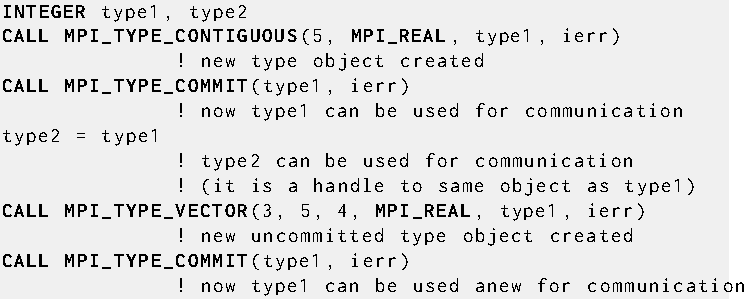 INTEGER type1, type2
CALL MPI_TYPE_CONTIGUOUS(5, MPI_REAL, type1, ierr)
! new type object created
CALL MPI_TYPE_COMMIT(type1, ierr)
! now type1 can be used for communication
type2 = type1
! type2 can be used for communication
! (it is a handle to same object as type1)
CALL MPI_TYPE_VECTOR(3, 5, 4, MPI_REAL, type1, ierr)
! new uncommitted type object created
CALL MPI_TYPE_COMMIT(type1, ierr)
! now type1 can be used anew for communication